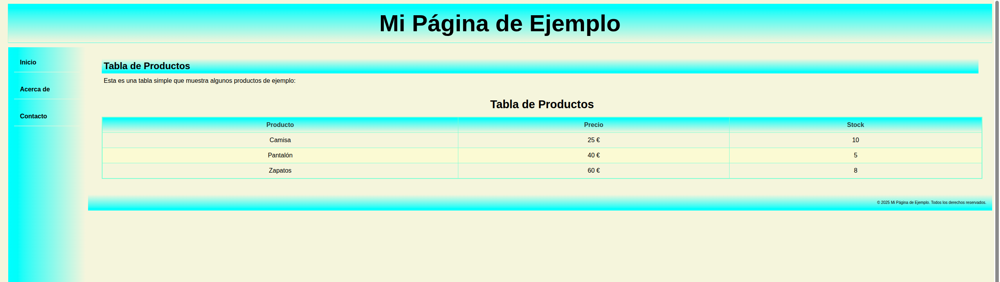 Mi Página de Ejemplo
Inicio
Acerca de
Contacto
Tabla de Productos
Esta es una tabla simple que muestra algunos productos de ejemplo:
Tabla de Productos
Producto Precio Stock
Camisa 25 € 10
Pantalón 40 € 5
Zapatos 60 € 8
© 2025 Mi Página de Ejemplo. Todos los derechos reservados.